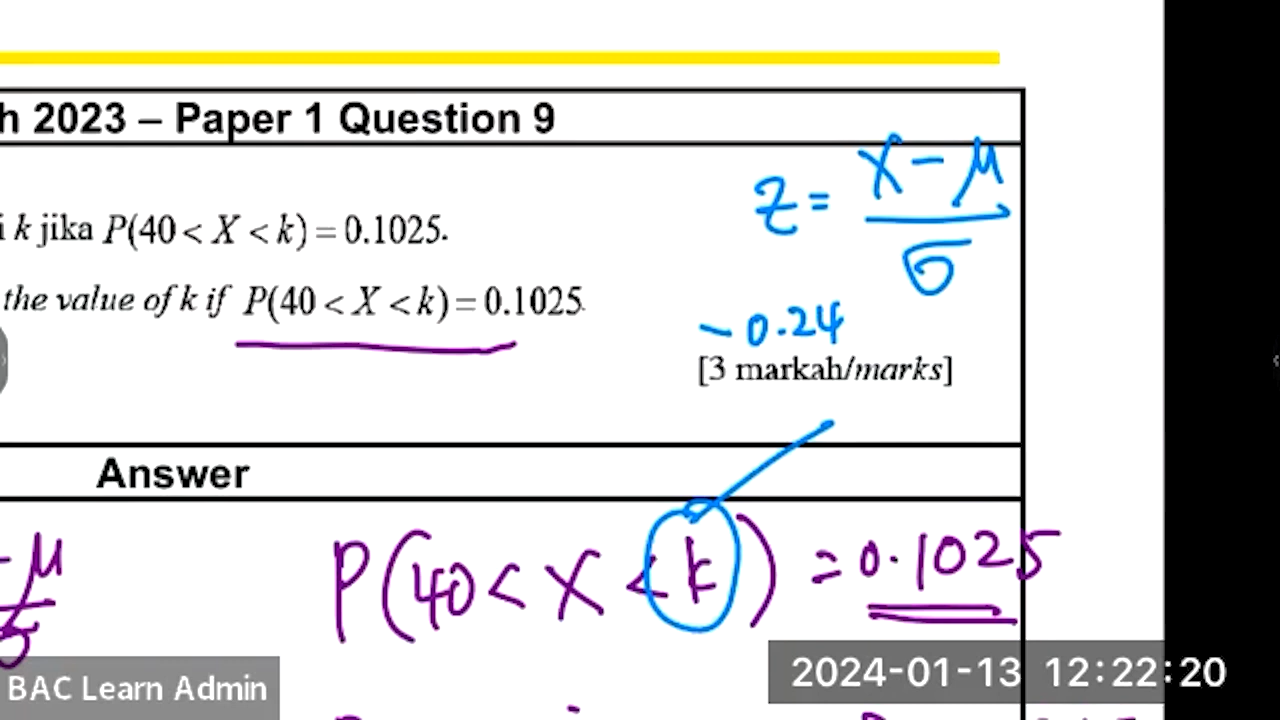 h 2023 – Paper 1 Question 9
z = x - μ
σ
i k jika P(40 < X < k) = 0.1025.
the value of k if P(40 < X < k) = 0.1025.
- 0.24
[3 markah/marks]
Answer
- μ
σ
P(40 < X < k) = 0.1025
BAC Learn Admin
2024-01-13 12:22:20